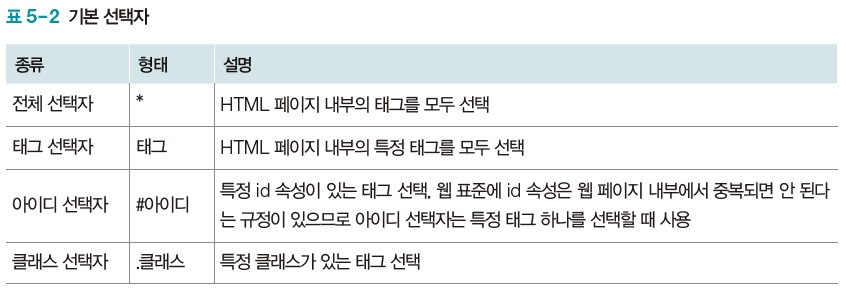 표 5-2 기본 선택자
종류 형태 설명
전체 선택자 * HTML 페이지 내부의 태그를 모두 선택
태그 선택자 태그 HTML 페이지 내부의 특정 태그를 모두 선택
아이디 선택자 #아이디 특정 id 속성이 있는 태그 선택, 웹 표준에 id 속성은 웹 페이지 내부에서 중복되면 안 된다
는 규정이 있으므로 아이디 선택자는 특정 태그 하나를 선택할 때 사용
클래스 선택자 .클래스 특정 클래스가 있는 태그 선택